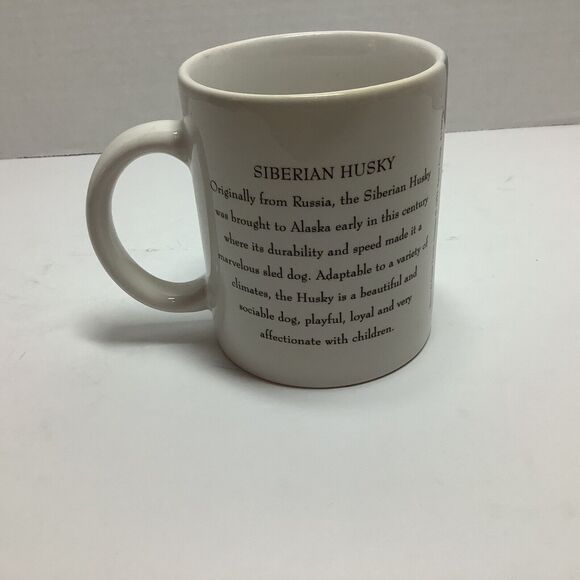 SIBERIAN HUSKY
Originally from Russia, the Siberian Husky
was brought to Alaska early in this century
where its durability and speed made it a
marvelous sled dog. Adaptable to a variety of
climates, the Husky is a beautiful and
sociable dog, playful, loyal and very
affectionate with children.